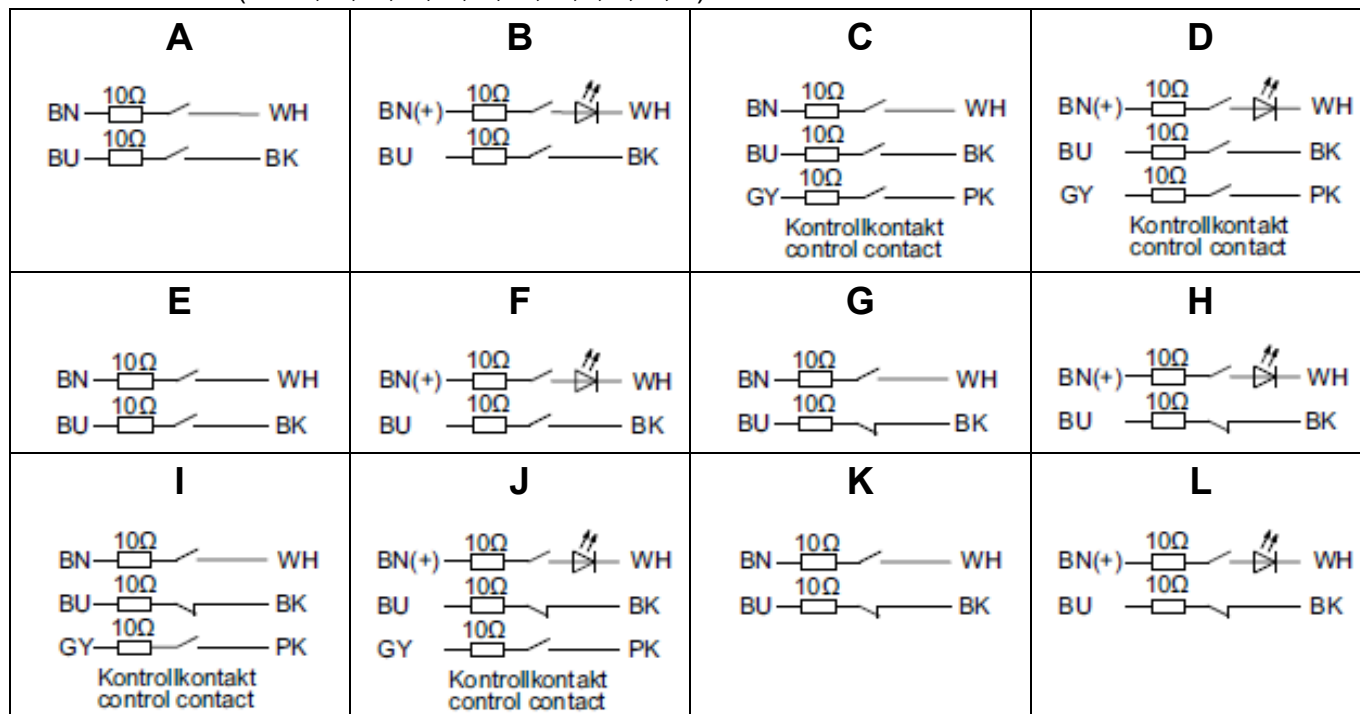 A
10Ω
BN WH
10Ω
BU BK
B
10Ω
BN(+) WH
10Ω
BU BK
C
10Ω
BN WH
10Ω
BU BK
10Ω
GY PK
Kontrollkontakt
control contact
D
10Ω
BN(+) WH
10Ω
BU BK
10Ω
GY PK
Kontrollkontakt
control contact
E
10Ω
BN WH
10Ω
BU BK
F
10Ω
BN(+) WH
10Ω
BU BK
G
10Ω
BN WH
10Ω
BU BK
H
10Ω
BN(+) WH
10Ω
BU BK
I
10Ω
BN WH
10Ω
BU BK
10Ω
GY PK
Kontrollkontakt
control contact
J
10Ω
BN(+) WH
10Ω
BU BK
10Ω
GY PK
Kontrollkontakt
control contact
K
10Ω
BN WH
10Ω
BU BK
L
10Ω
BN(+) WH
10Ω
BU BK